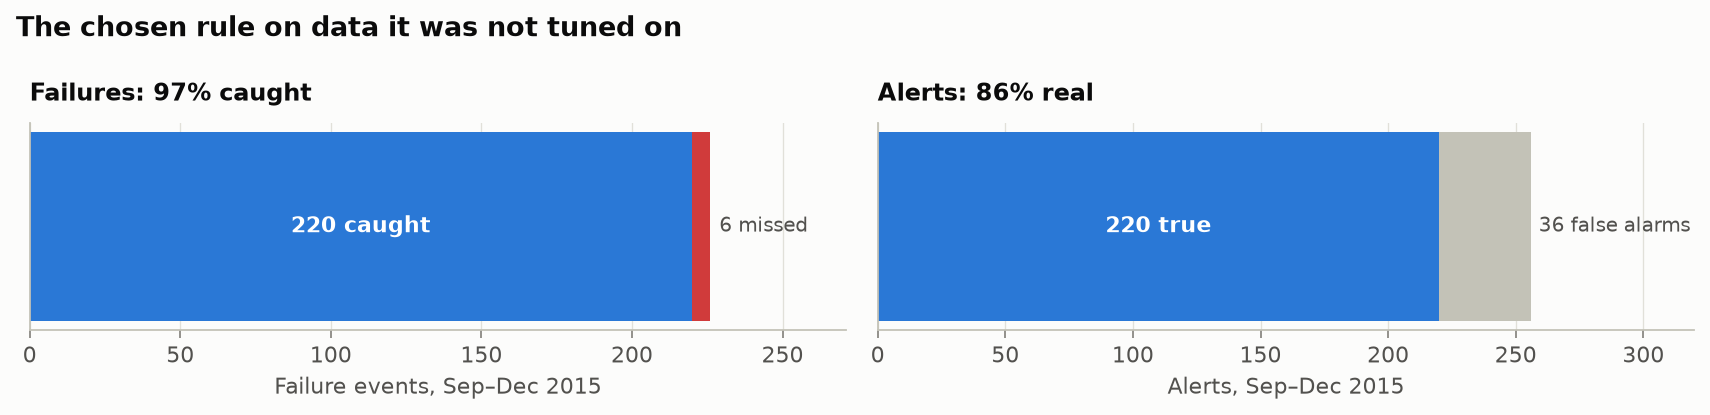 The chosen rule on data it was not tuned on
Failures: 97% caught
220 caught
6 missed
0 50 100 150 200 250
Failure events, Sep–Dec 2015
Alerts: 86% real
220 true
36 false alarms
0 50 100 150 200 250 300
Alerts, Sep–Dec 2015